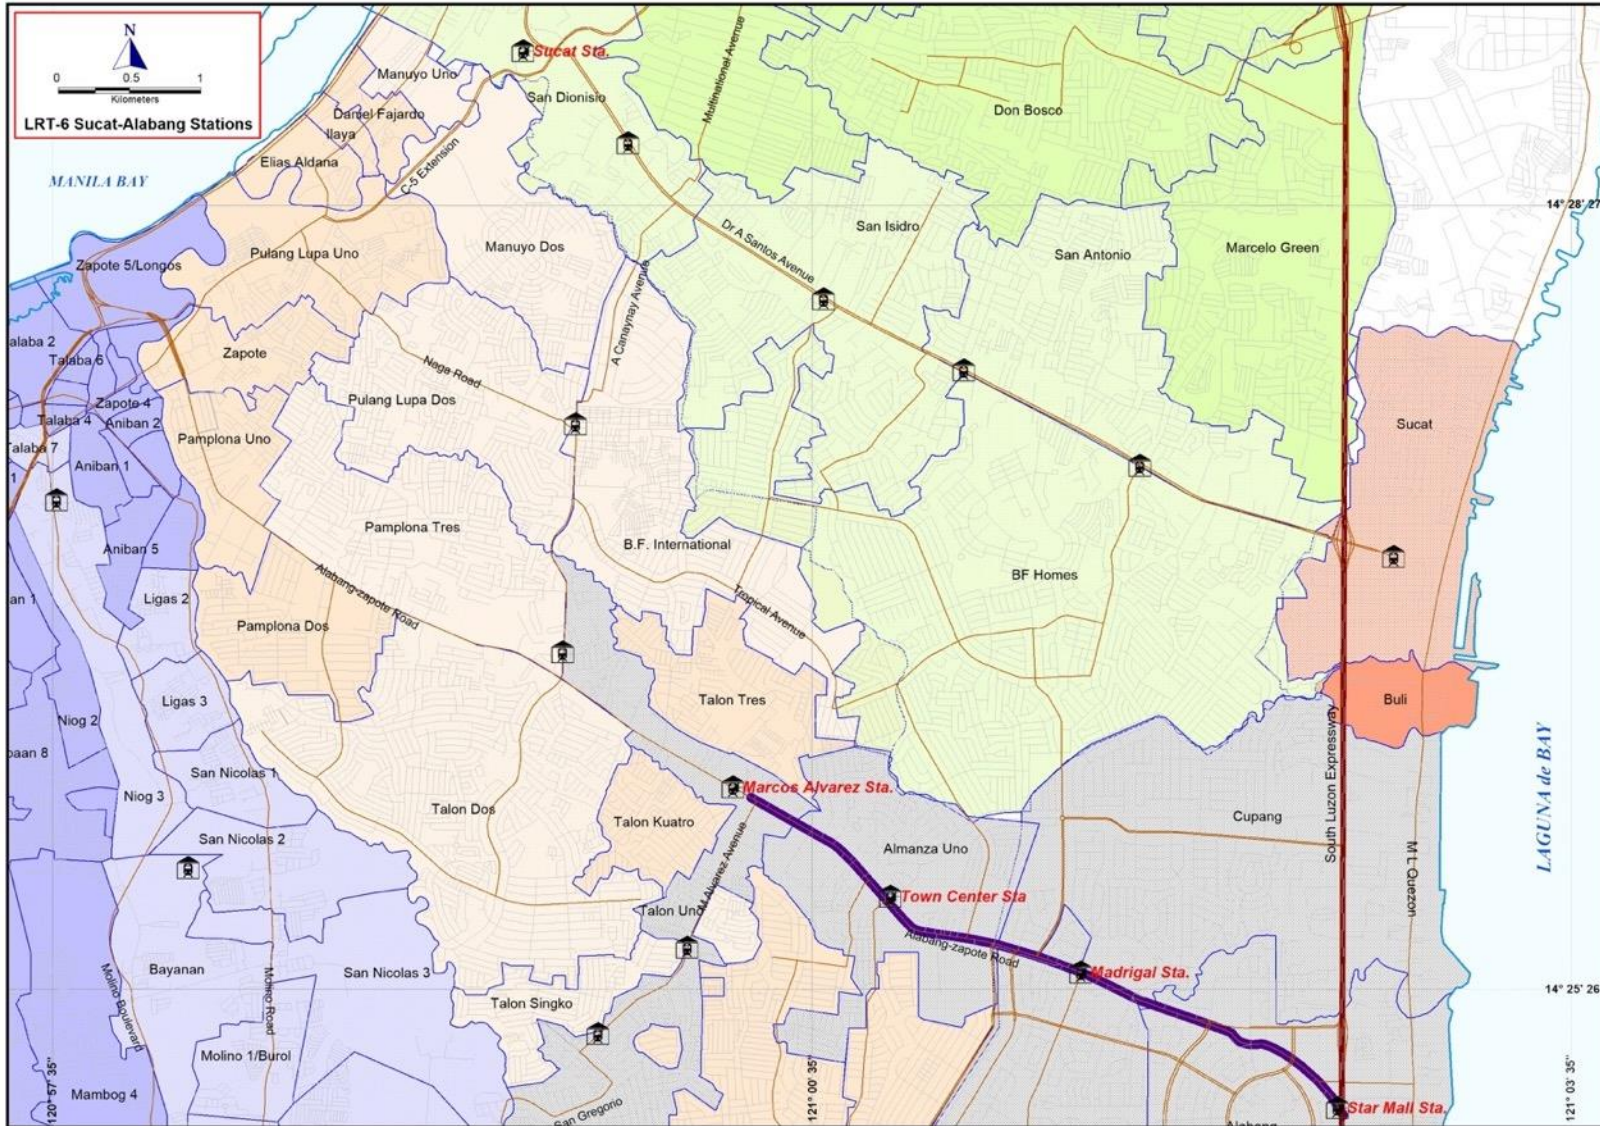 N
0 0.5 1
Kilometers
LRT-6 Sucat-Alabang Stations
Sucat Sta.
Manuyo Uno
San Dionisio
Multinational Avenue
Don Bosco
Daniel Fajardo
Ilaya
Elias Aldana
C-5 Extension
MANILA BAY
14° 28' 27
San Isidro
Dr A Santos Avenue
San Antonio
Marcelo Green
Manuyo Dos
Pulang Lupa Uno
Zapote 5/Longos
A Canaynay Avenue
alaba 2
Talaba 6
Zapote
Naga Road
Pulang Lupa Dos
Zapote 4
Talaba 4
Aniban 2
Sucat
Pamplona Uno
Talaba 7
Aniban 1
1
Pamplona Tres
B.F. International
Aniban 5
BF Homes
an 1
Ligas 2
Alabang-zapote Road
Tropical Avenue
Pamplona Dos
Ligas 3
Talon Tres
Buli
Niog 2
South Luzon Expressway
LAGUNA de BAY
baan 8
San Nicolas 1
Niog 3
Marcos Alvarez Sta.
Talon Dos
Talon Kuatro
Cupang
San Nicolas 2
Almanza Uno
M Alvarez Avenue
M L Quezon
Town Center Sta
Talon Uno
Alabang-zapote Road
Bayanan
San Nicolas 3
Madrigal Sta.
14° 25' 26
Molino Boulevard
Molino Road
Talon Singko
Molino 1/Burol
Mambog 4
120° 57' 35"
121° 00' 35"
121° 03' 35"
San Gregorio
Star Mall Sta.
Alabang